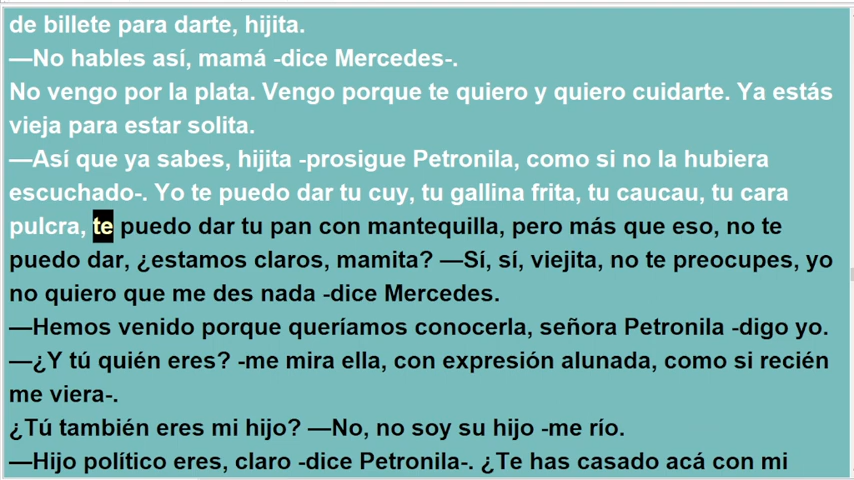 de billete para darte, hijita.
—No hables así, mamá -dice Mercedes-.
No vengo por la plata. Vengo porque te quiero y quiero cuidarte. Ya estás
vieja para estar solita.
—Así que ya sabes, hijita -prosigue Petronila, como si no la hubiera
escuchado-. Yo te puedo dar tu cuy, tu gallina frita, tu caucau, tu cara
pulcra, te puedo dar tu pan con mantequilla, pero más que eso, no te
puedo dar, ¿estamos claros, mamita? —Sí, sí, viejita, no te preocupes, yo
no quiero que me des nada -dice Mercedes.
—Hemos venido porque queríamos conocerla, señora Petronila -digo yo.
—¿Y tú quién eres? -me mira ella, con expresión alunada, como si recién
me viera-.
¿Tú también eres mi hijo? —No, no soy su hijo -me río.
—Hijo político eres, claro -dice Petronila-. ¿Te has casado acá con mi